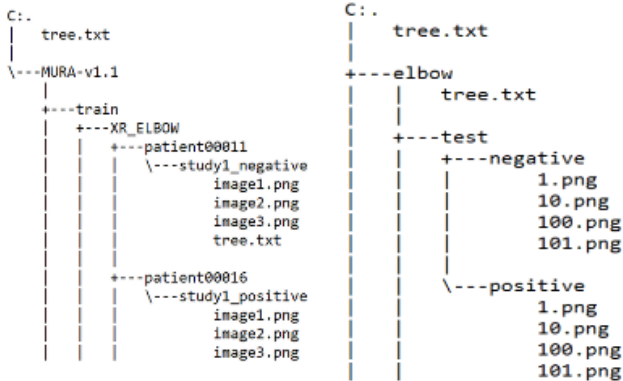 C:.
|   tree.txt
|
\---MURA-v1.1
    |
    +---train
    |   +---XR_ELBOW
    |   |   +---patient00011
    |   |   |   \---study1_negative
    |   |   |           image1.png
    |   |   |           image2.png
    |   |   |           image3.png
    |   |   |           tree.txt
    |   |   |
    |   |   +---patient00016
    |   |   |   \---study1_positive
    |   |   |           image1.png
    |   |   |           image2.png
    |   |   |           image3.png
C:.
|   tree.txt
|
+---elbow
|   |   tree.txt
|   |
|   +---test
|   |   +---negative
|   |   |       1.png
|   |   |       10.png
|   |   |       100.png
|   |   |       101.png
|   |   |
|   |   \---positive
|   |           1.png
|   |           10.png
|   |           100.png
|   |           101.png